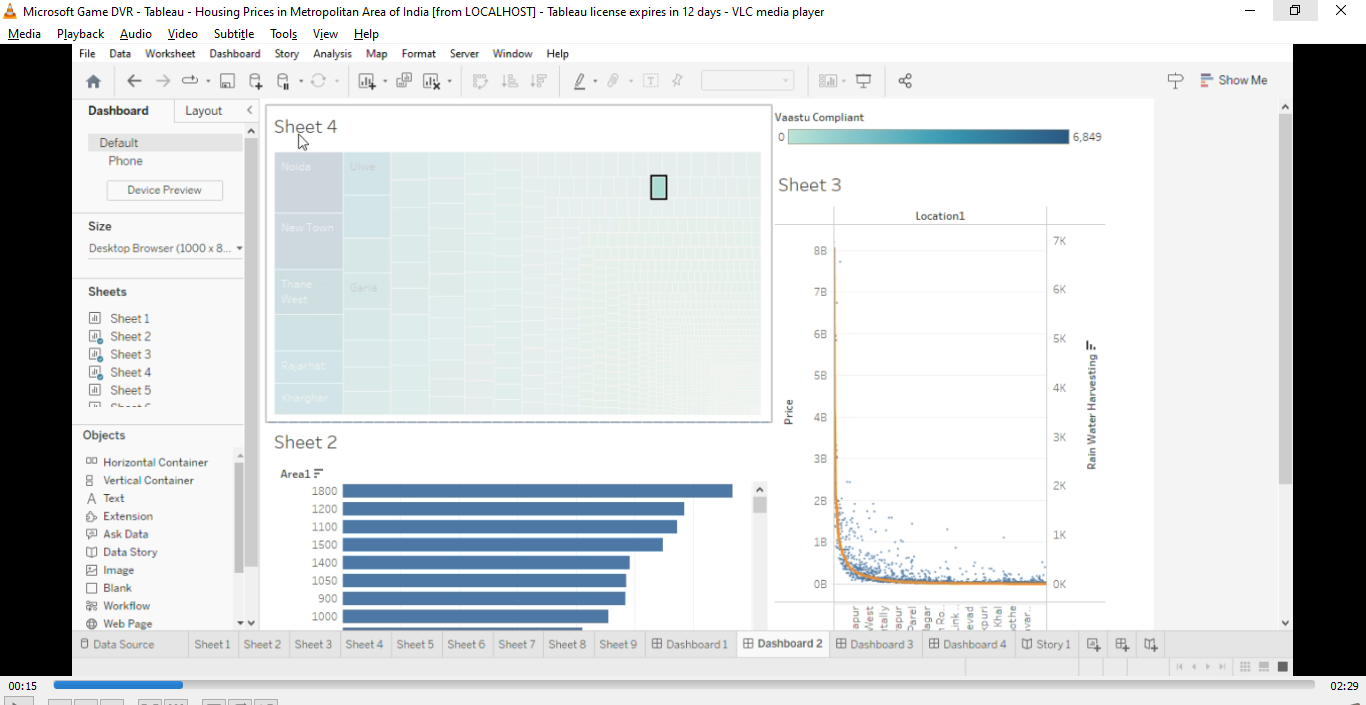 Microsoft Game DVR - Tableau - Housing Prices in Metropolitan Area of India [from LOCALHOST] - Tableau license expires in 12 days - VLC media player
Media Playback Audio Video Subtitle Tools View Help
File Data Worksheet Dashboard Story Analysis Map Format Server Window Help
Show Me
Dashboard Layout
Default
Phone
Device Preview
Size
Desktop Browser (1000 x 8...
Sheets
Sheet 1
Sheet 2
Sheet 3
Sheet 4
Sheet 5
Objects
Horizontal Container
Vertical Container
Text
Extension
Ask Data
Data Story
Image
Blank
Workflow
Web Page
Sheet 4
Noida
Ulwe
New Town
Thane
West
Garia
Rajarhat
Kharghar
Sheet 2
Area1
1800
1200
1100
1500
1400
1050
900
1000
Vaastu Compliant
0 6,849
Sheet 3
Location1
8B
7B
6B
5B
4B
3B
2B
1B
0B
Price
7K
6K
5K
4K
3K
2K
1K
0K
Rain Water Harvesting
Data Source Sheet 1 Sheet 2 Sheet 3 Sheet 4 Sheet 5 Sheet 6 Sheet 7 Sheet 8 Sheet 9 Dashboard 1 Dashboard 2 Dashboard 3 Dashboard 4 Story 1
00:15 02:29